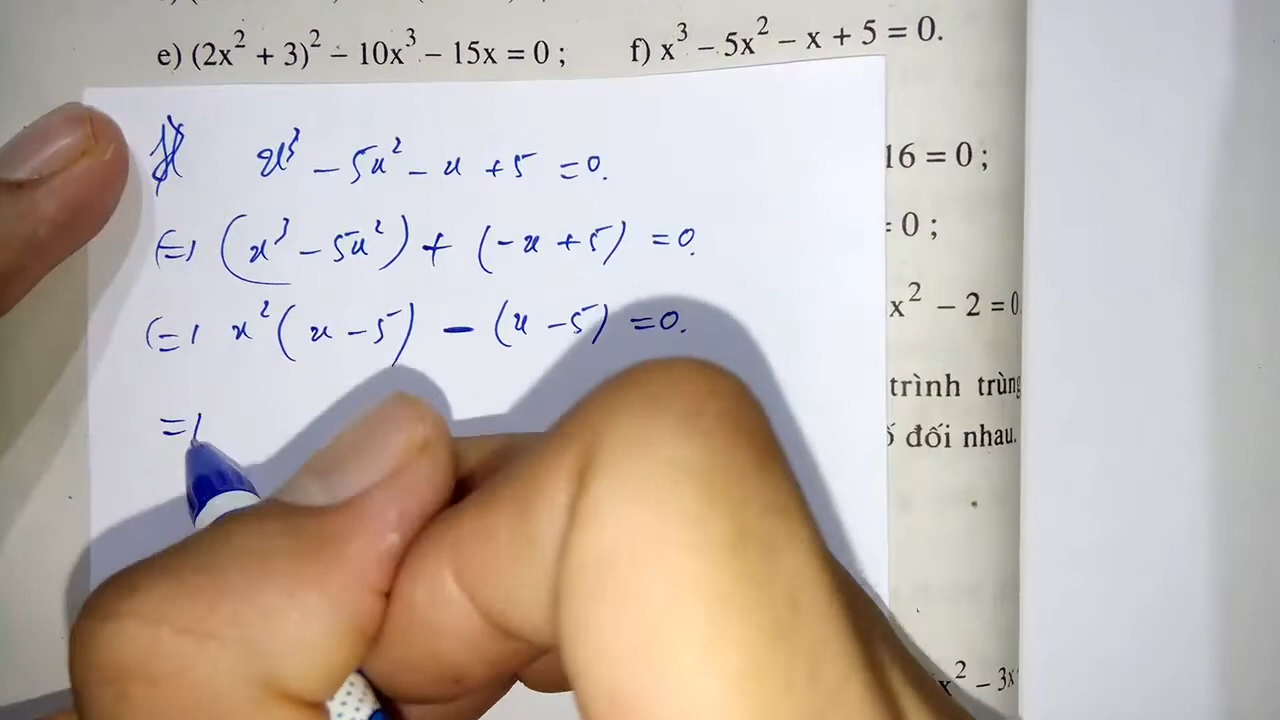 e) (2x² + 3)² – 10x³ – 15x = 0 ; f) x³ – 5x² – x + 5 = 0.
f) x³ – 5x² – x + 5 = 0.
16 = 0 ;
(=) (x³ – 5x²) + (–x + 5) = 0.
= 0 ;
(=) x² (x – 5) – (x – 5) = 0.
x² – 2 = 0
trình trùng
=)
đối nhau.
x² – 3x